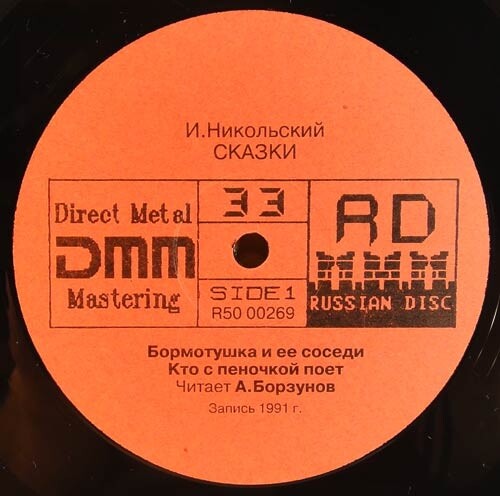 И.Никольский
СКАЗКИ
Direct Metal
DMM
Mastering
33
SIDE 1
R50 00269
RD
RUSSIAN DISC
Бормотушка и ее соседи
Кто с пеночкой поет
Читает А.Борзунов
Запись 1991 г.